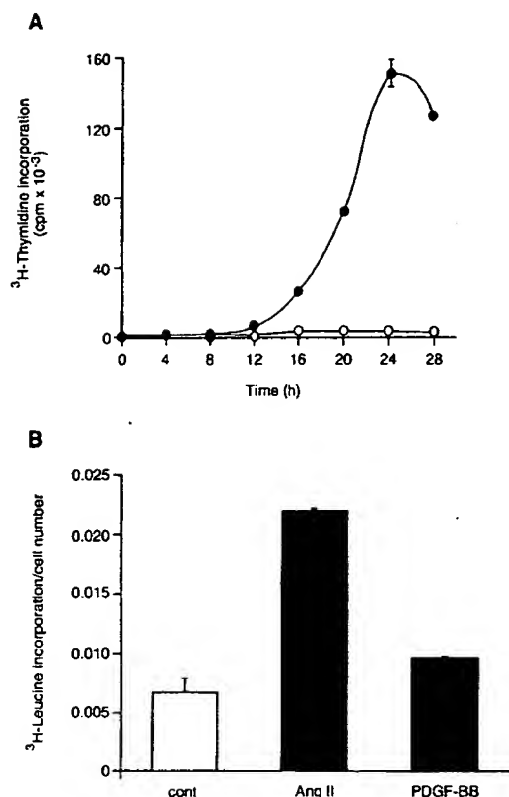 A
160
120
80
40
0
³H-Thymidino incorporation
(cpm x 10⁻³)
0 4 8 12 16 20 24 28
Time (h)
B
0.025
0.020
0.015
0.010
0.005
0
³H-Leucine incorporation/cell number
cont Ang II PDGF-BB